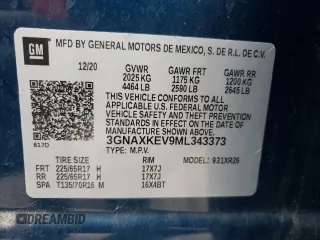 GM
MFD BY GENERAL MOTORS DE MEXICO, S. DE R.L. DE C.V.
12/20 GVWR GAWR FRT GAWR RR
2025 KG 1175 KG 1200 KG
4464 LB 2590 LB 2645 LB
THIS VEHICLE CONFORMS TO ALL
APPLICABLE U.S. FEDERAL MOTOR
VEHICLE SAFETY AND THEFT PREVENTION
STANDARDS IN EFFECT ON THE DATE OF
MANUFACTURE SHOWN ABOVE.
617D
3GNAXKEV9ML343373
TYPE: M.P.V.
TIRE SIZE RIM MODEL: 931XR26
FRT 225/65R17 H 17X7J
RR 225/65R17 H 17X7J
SPA T135/70R16 M 16X4BT
DREAMBID